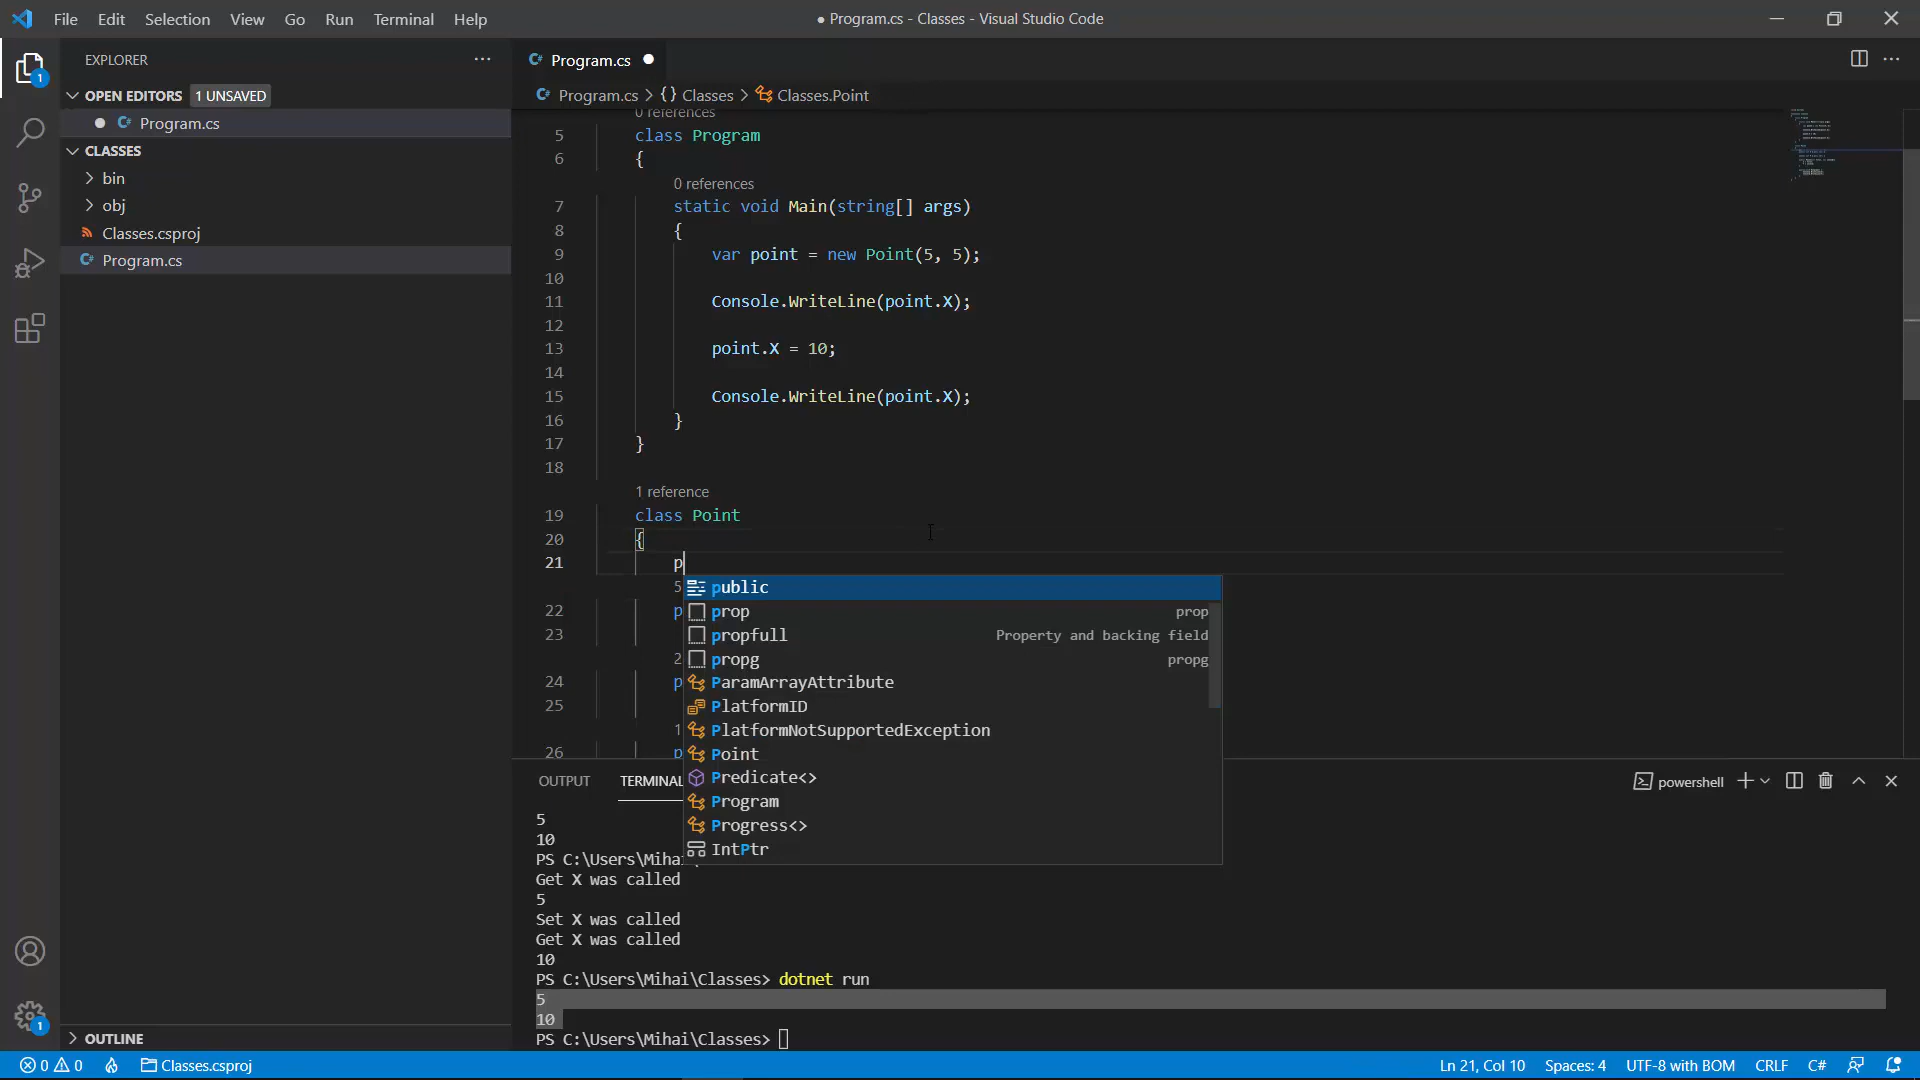 File Edit Selection View Go Run Terminal Help
● Program.cs - Classes - Visual Studio Code
EXPLORER
OPEN EDITORS 1 UNSAVED
Program.cs
CLASSES
bin
obj
Classes.csproj
Program.cs
OUTLINE
1
1
Program.cs
Program.cs > {} Classes > Classes.Point
0 references
5 class Program
6 {
0 references
7 static void Main(string[] args)
8 {
9 var point = new Point(5, 5);
10
11 Console.WriteLine(point.X);
12
13 point.X = 10;
14
15 Console.WriteLine(point.X);
16 }
17 }
18
1 reference
19 class Point
20 {
21 p
5
22 p
23
2
24 p
25
1
26 p
public
prop prop
propfull Property and backing field
propg propg
ParamArrayAttribute
PlatformID
PlatformNotSupportedException
Point
Predicate<>
Program
Progress<>
IntPtr
OUTPUT TERMINAL
powershell
5
10
PS C:\Users\Mihai\
Get X was called
5
Set X was called
Get X was called
10
PS C:\Users\Mihai\Classes> dotnet run
5
10
PS C:\Users\Mihai\Classes>
0 0 Classes.csproj
Ln 21, Col 10 Spaces: 4 UTF-8 with BOM CRLF C#